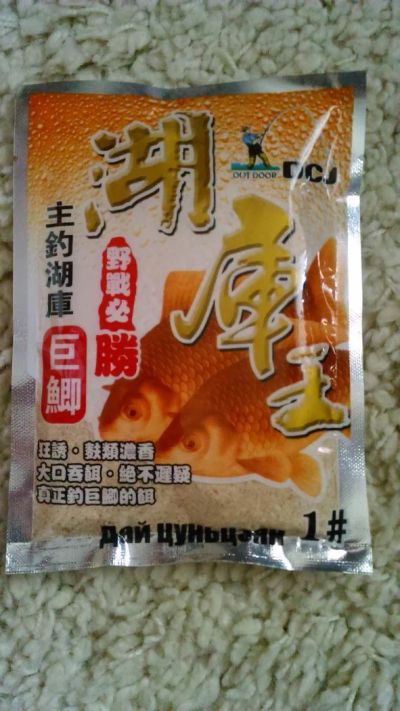 湖庫王
OUT DOOR DCJ
主釣湖庫
巨鯽
野戰必勝
狂誘·麩類濃香
大口吞餌·絶不遲疑
真正釣巨鯽的餌
Дай Цуньцзян 1#